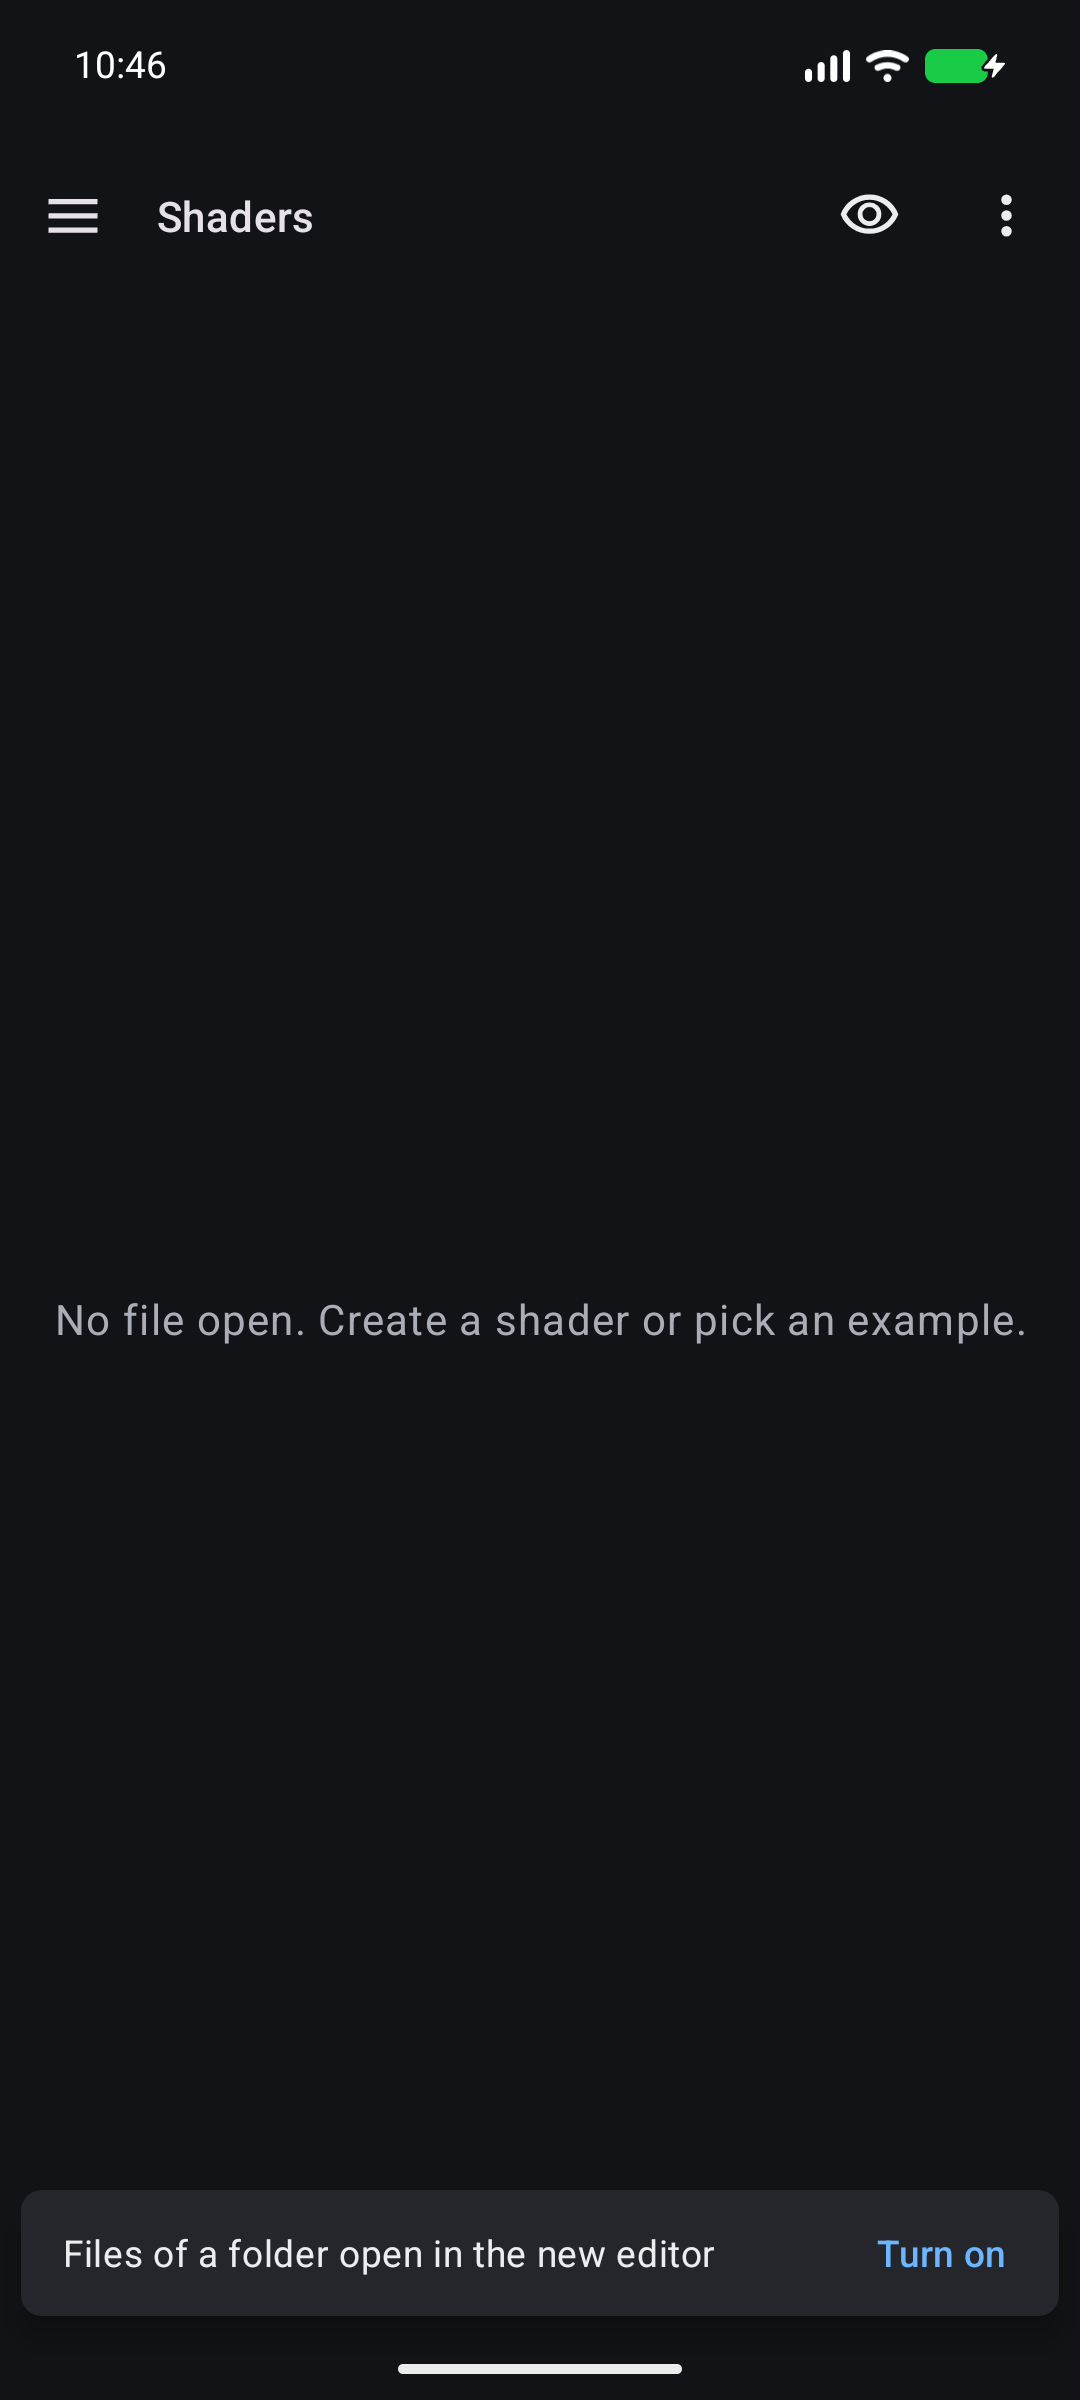 10:46
Shaders
No file open. Create a shader or pick an example.
Files of a folder open in the new editor
Turn on